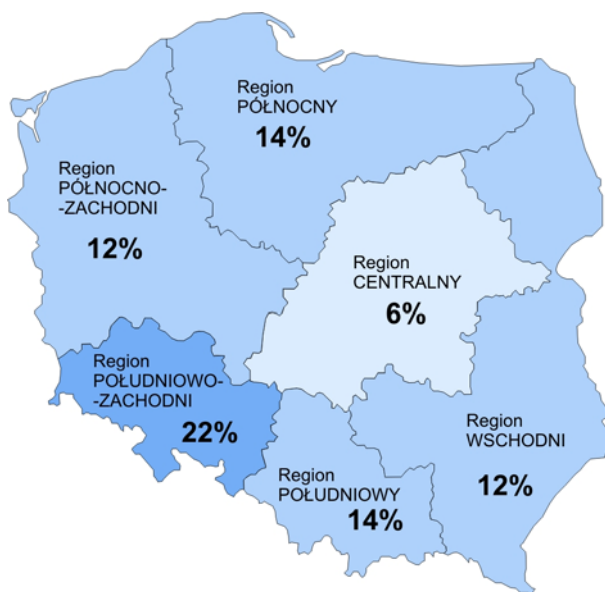 Region
PÓŁNOCNY
14%
Region
PÓŁNOCNO-
-ZACHODNI
12%
Region
CENTRALNY
6%
Region
POŁUDNIOWO-
-ZACHODNI
22%
Region
WSCHODNI
12%
Region
POŁUDNIOWY
14%